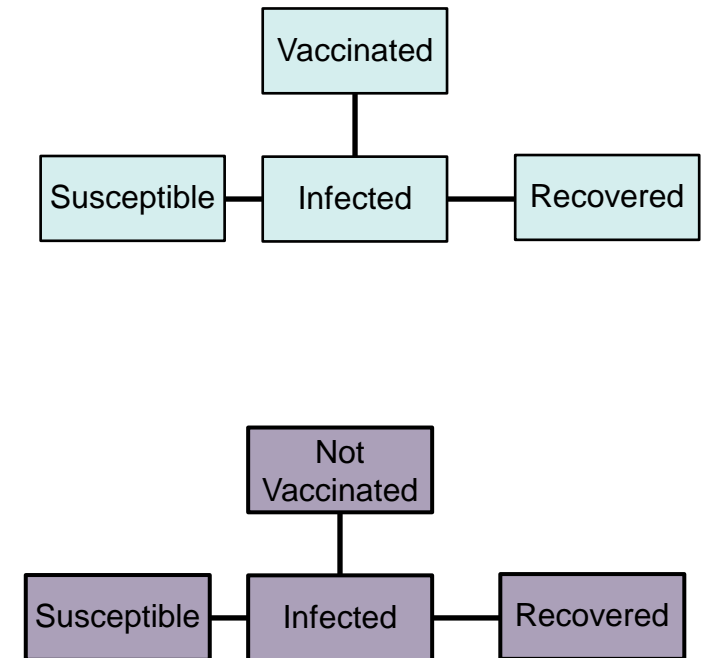 Vaccinated
Susceptible
Infected
Recovered
Not
Vaccinated
Susceptible
Infected
Recovered